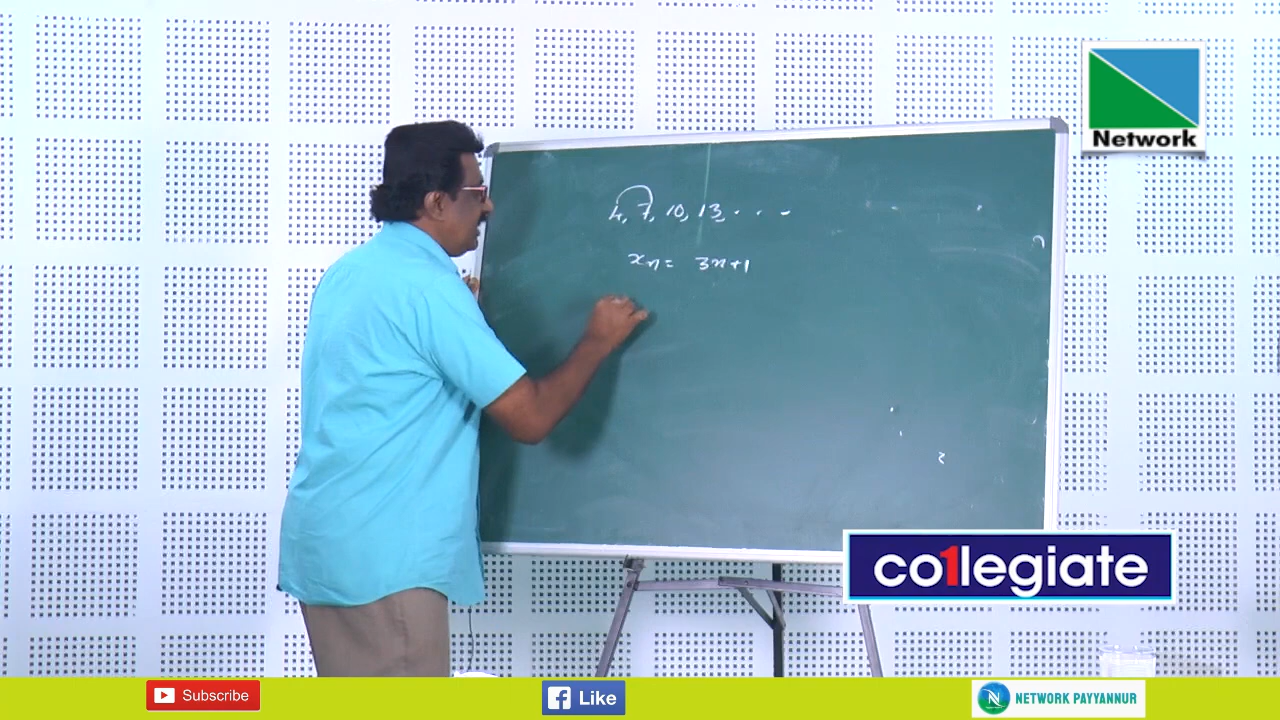 Network
4, 7, 10, 13, . . .
xn = 3n+1
co1legiate
Subscribe
Like
NETWORK PAYYANNUR